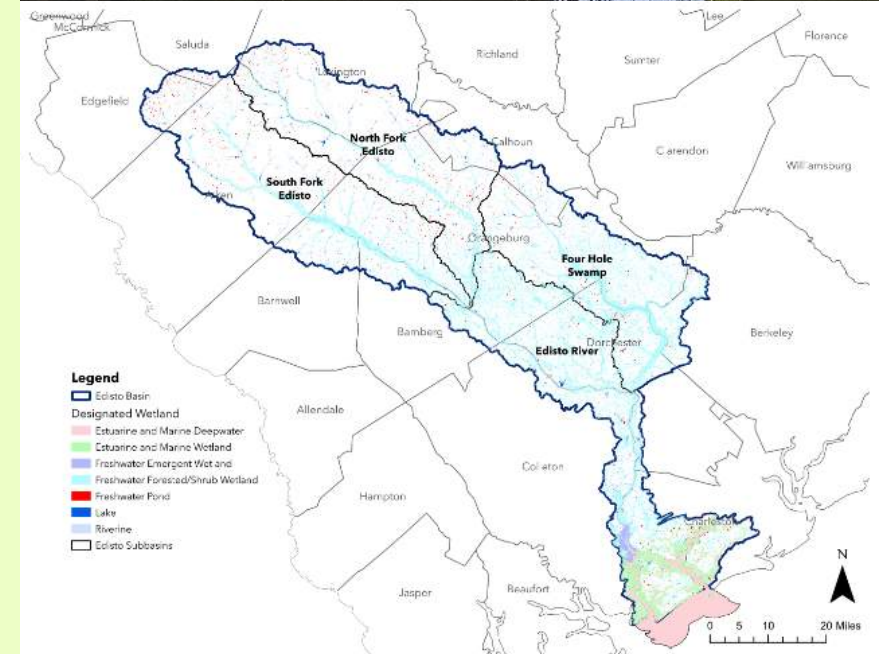 Greenwood
McCormick
Saluda
Lee
Florence
Richland
Sumter
Lexington
Edgefield
North Fork
Edisto
Calhoun
Clarendon
Williamsburg
South Fork
Edisto
Orangeburg
Four Hole
Swamp
Barnwell
Bamberg
Edisto River
Dorchester
Berkeley
Legend
Edisto Basin
Designated Wetland
Estuarine and Marine Deepwater
Estuarine and Marine Wetland
Freshwater Emergent Wetland
Freshwater Forested/Shrub Wetland
Freshwater Pond
Lake
Riverine
Edisto Subbasins
Allendale
Colleton
Hampton
Charleston
Jasper
Beaufort
N
0 5 10 20 Miles